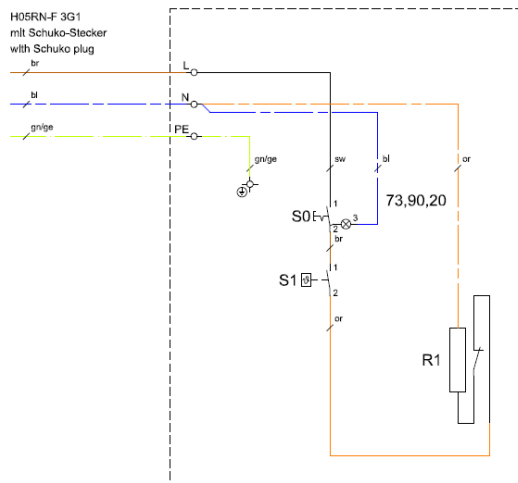 H05RN-F 3G1
mit Schuko-Stecker
with Schuko plug
br
L
bl
N
gn/ge
PE
gn/ge
sw
bl
or
73,90,20
1
S0
3
2
br
1
S1
2
or
R1